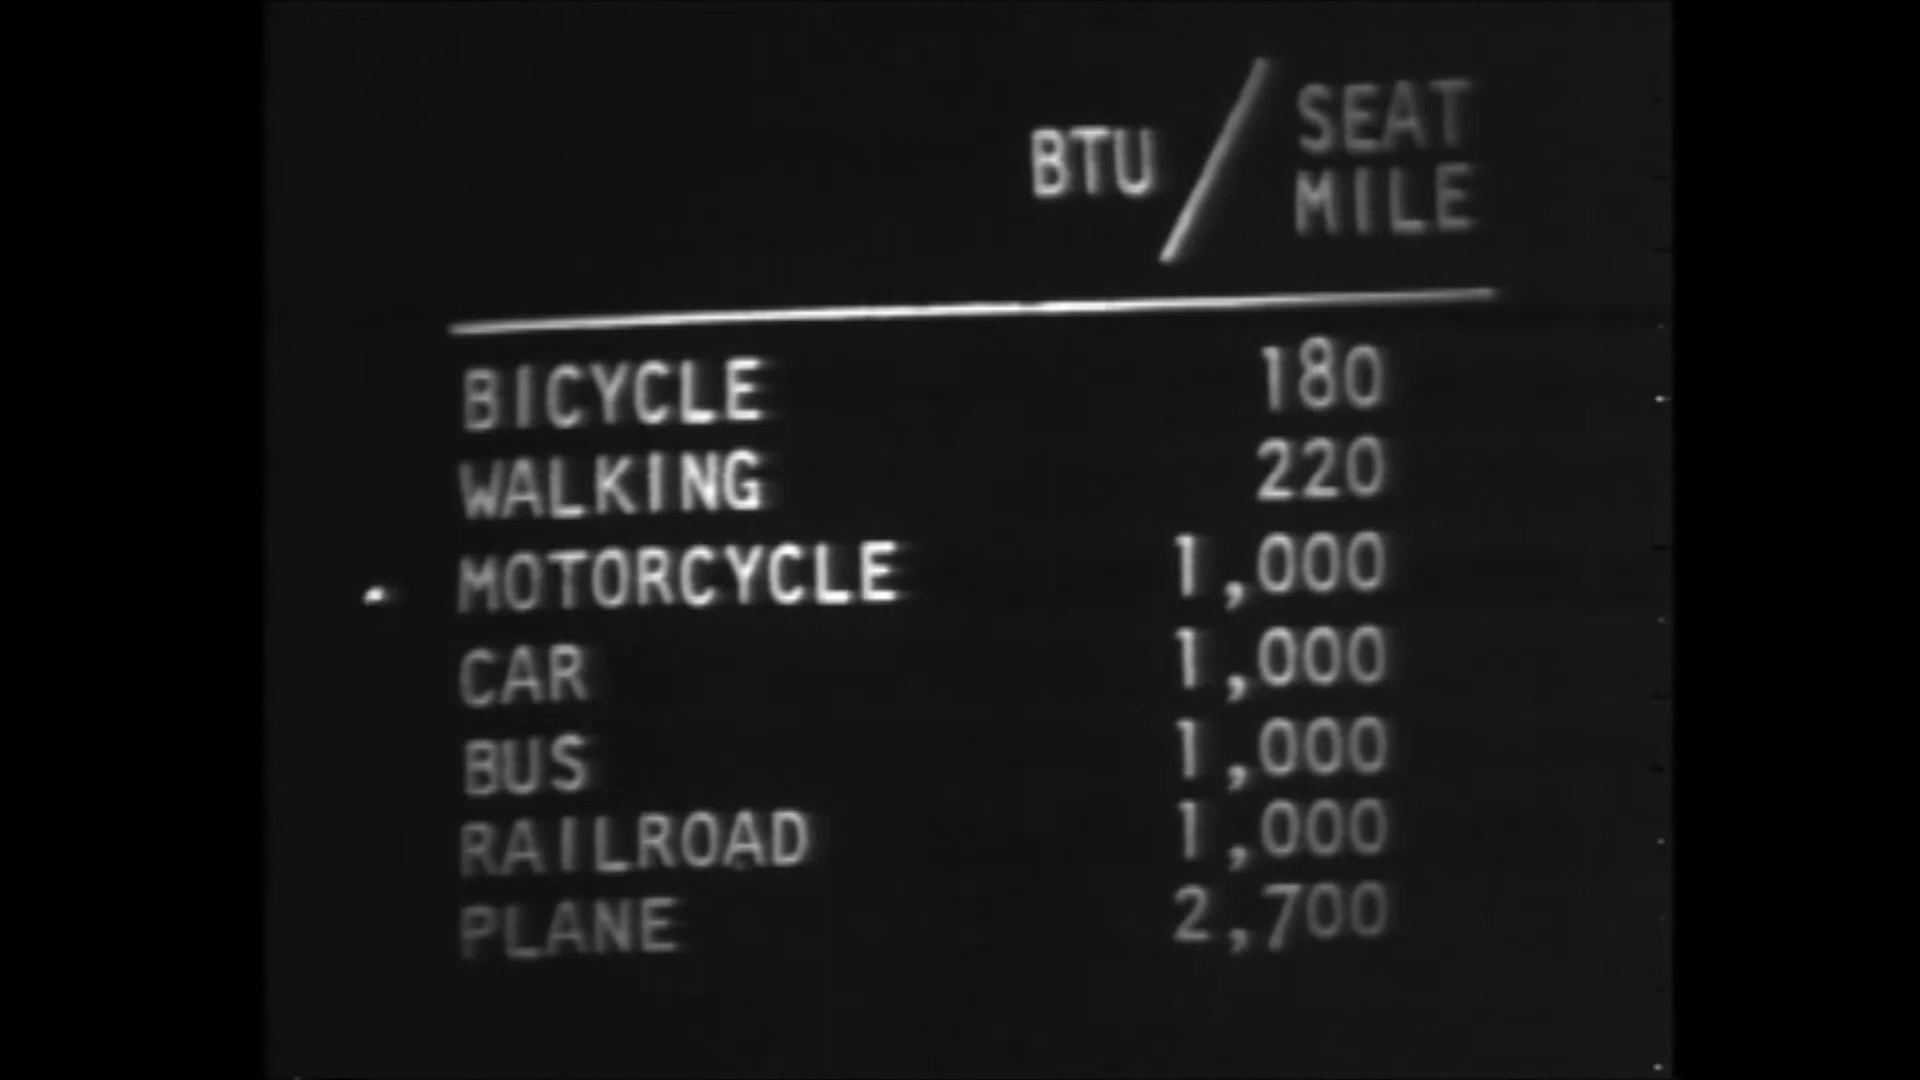 BTU / SEAT MILE
BICYCLE 180
WALKING 220
MOTORCYCLE 1,000
CAR 1,000
BUS 1,000
RAILROAD 1,000
PLANE 2,700